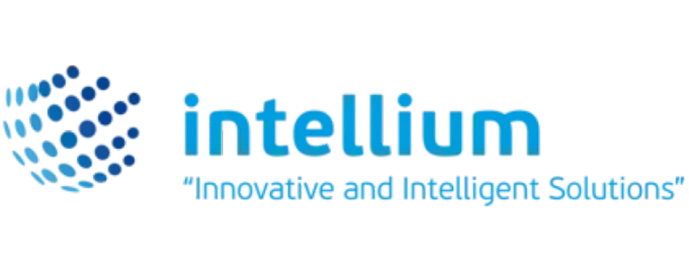 intellium
“Innovative and Intelligent Solutions”